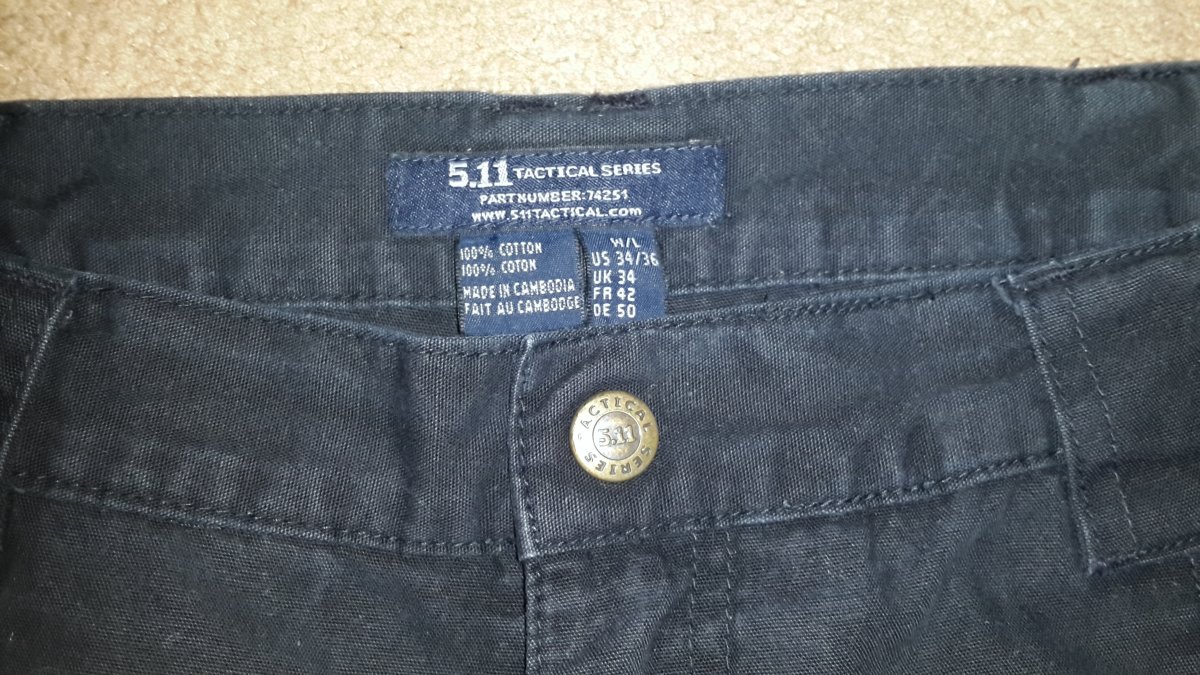 5.11 TACTICAL SERIES
PART NUMBER: 74251
www.511TACTICAL.com
100% COTTON
100% COTON
MADE IN CAMBODIA
FAIT AU CAMBODGE
W/L
US 34/36
UK 34
FR 42
DE 50
TACTICAL
5.11
SERIES